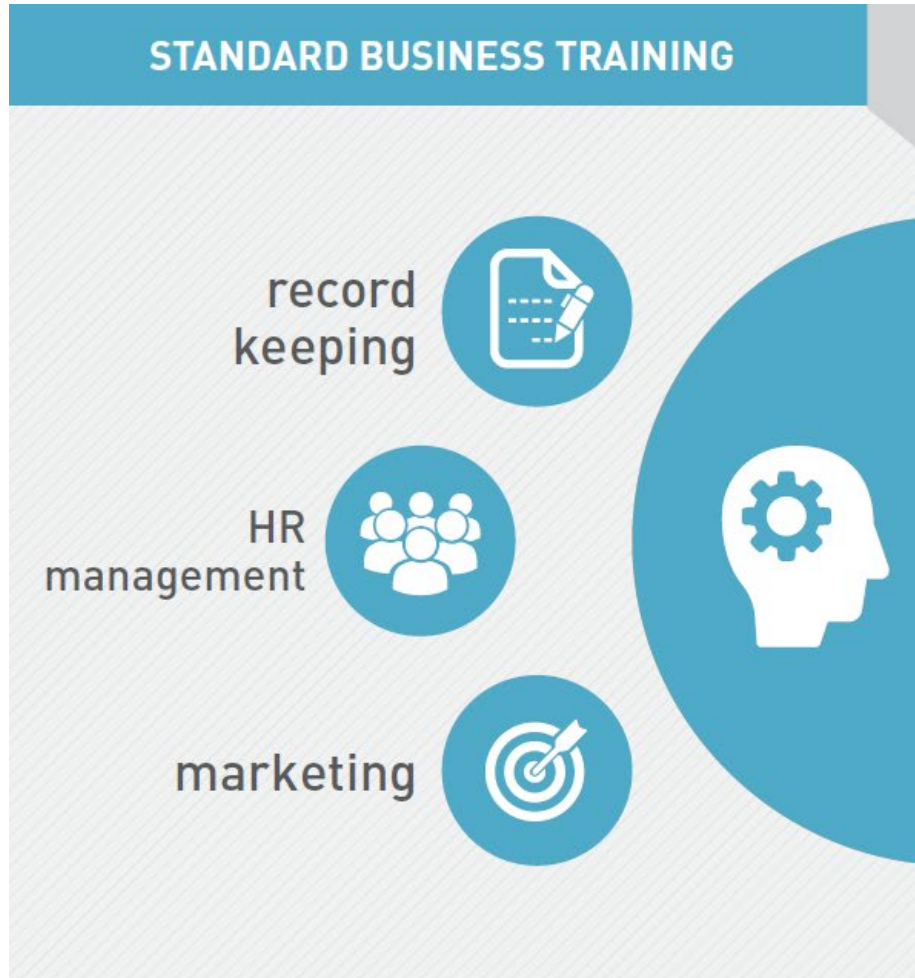 STANDARD BUSINESS TRAINING
record
keeping
HR
management
marketing